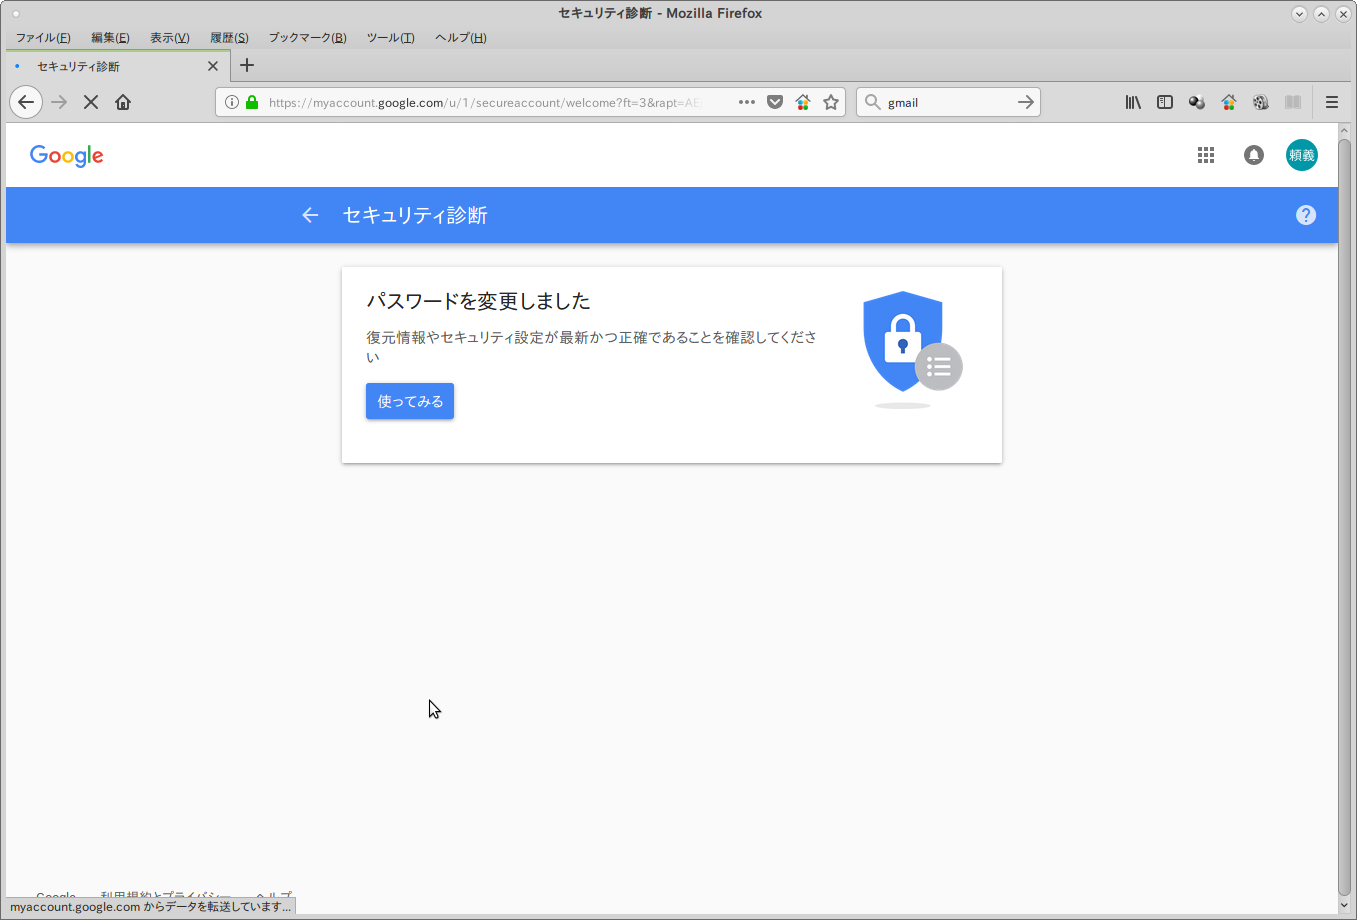 セキュリティ診断 - Mozilla Firefox
ファイル(F) 編集(E) 表示(V) 履歴(S) ブックマーク(B) ツール(T) ヘルプ(H)
セキュリティ診断
https://myaccount.google.com/u/1/secureaccount/welcome?ft=3&rapt=AE
gmail
Google
頼義
セキュリティ診断
パスワードを変更しました
復元情報やセキュリティ設定が最新かつ正確であることを確認してくださ
い
使ってみる
Google 利用規約とプライバシー ヘルプ
myaccount.google.com からデータを転送しています...